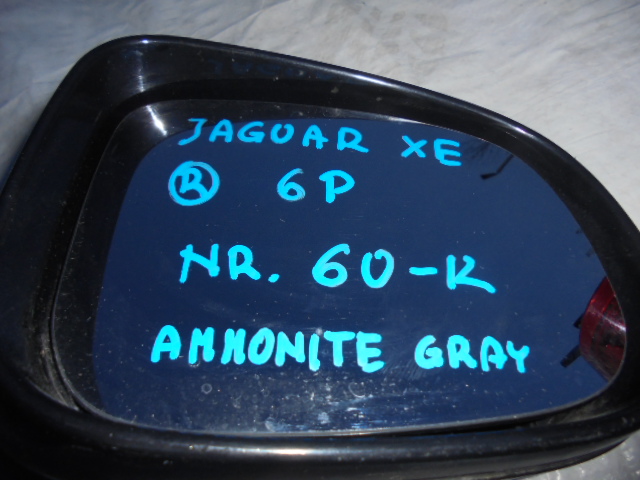 JAGUAR XE
Ⓡ 6P
NR. 60-K
AMMONITE GRAY